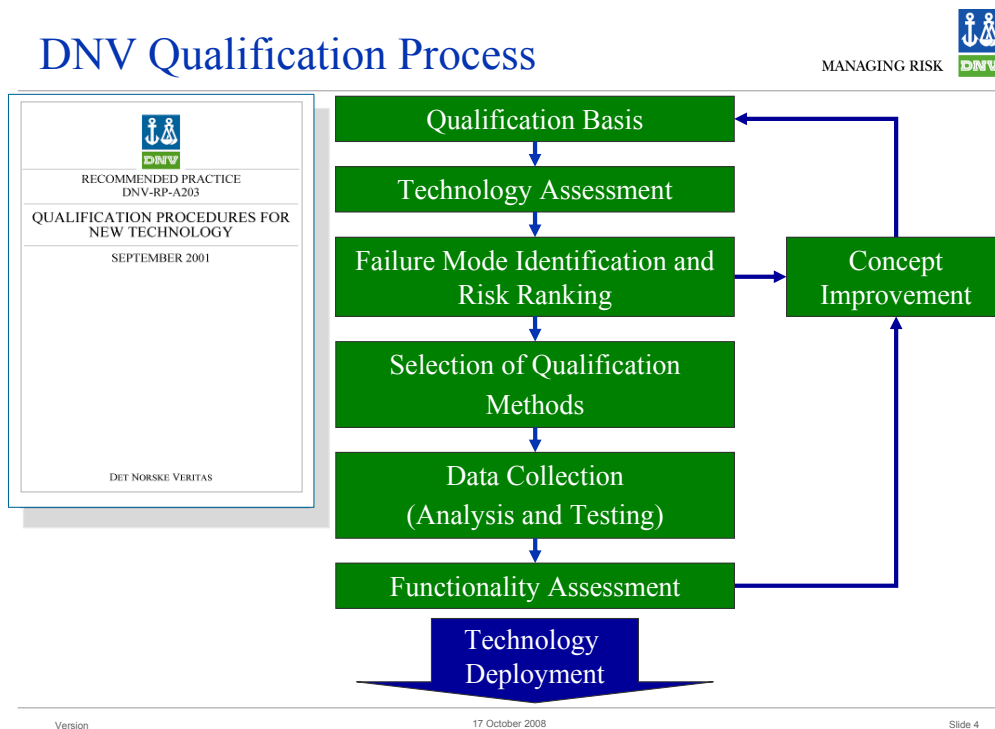 DNV Qualification Process
MANAGING RISK
DNV
DNV
RECOMMENDED PRACTICE
DNV-RP-A203
QUALIFICATION PROCEDURES FOR
NEW TECHNOLOGY
SEPTEMBER 2001
DET NORSKE VERITAS
Qualification Basis
Technology Assessment
Failure Mode Identification and
Risk Ranking
Concept
Improvement
Selection of Qualification
Methods
Data Collection
(Analysis and Testing)
Functionality Assessment
Technology
Deployment
Version
17 October 2008
Slide 4